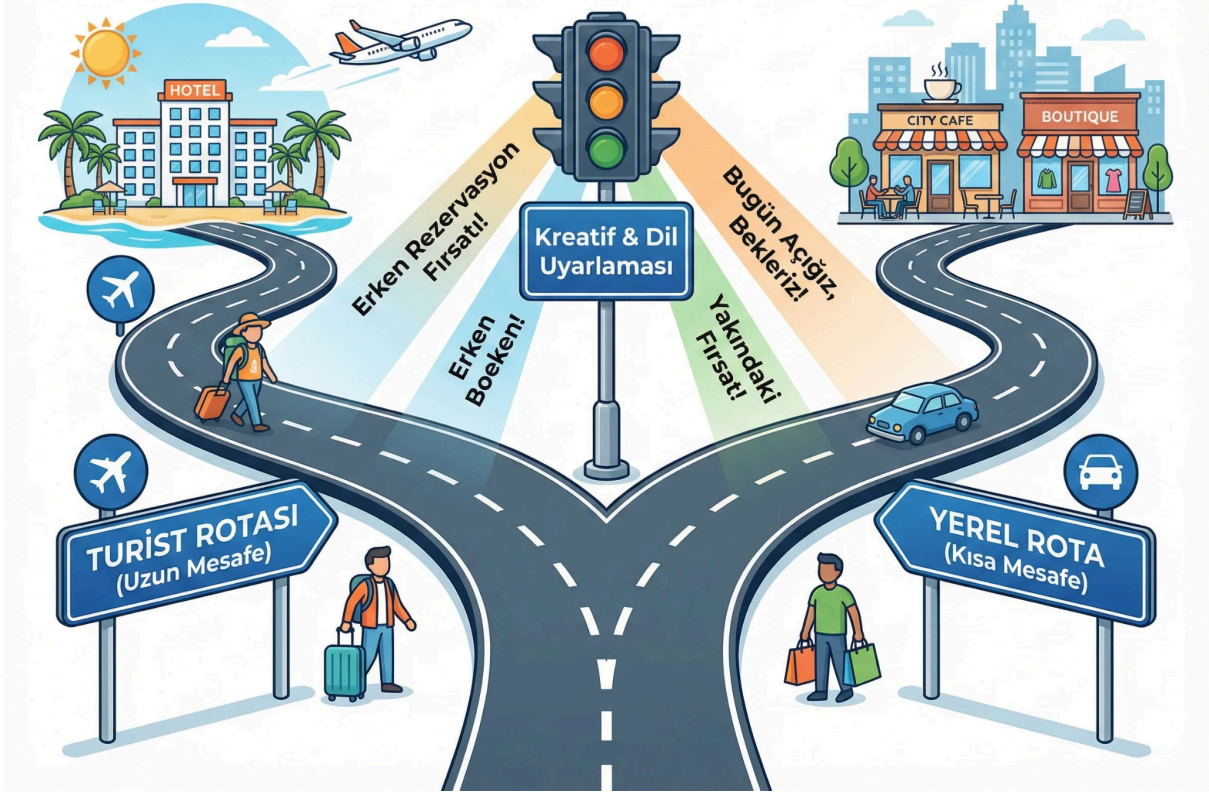 HOTEL
CITY CAFE
BOUTIQUE
Erken Rezervasyon
Fırsatı!
Erken
Boeken!
Kreatif & Dil
Uyarlaması
Yakındaki
Fırsat!
Bugün Açığız,
Bekleriz!
TURİST ROTASI
(Uzun Mesafe)
YEREL ROTA
(Kısa Mesafe)